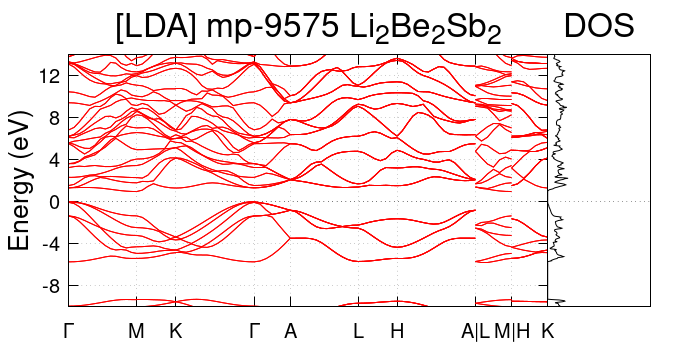 [LDA] mp-9575 Li₂Be₂Sb₂ DOS
Energy (eV)
12
8
4
0
-4
-8
Γ M K Γ A L H A|L M|H K